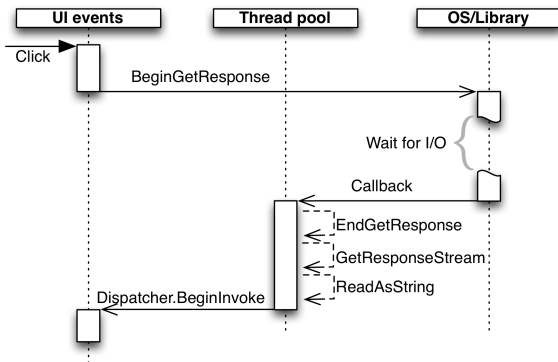 UI events
Thread pool
OS/Library
Click
BeginGetResponse
Wait for I/O
Callback
EndGetResponse
GetResponseStream
ReadAsString
Dispatcher.BeginInvoke